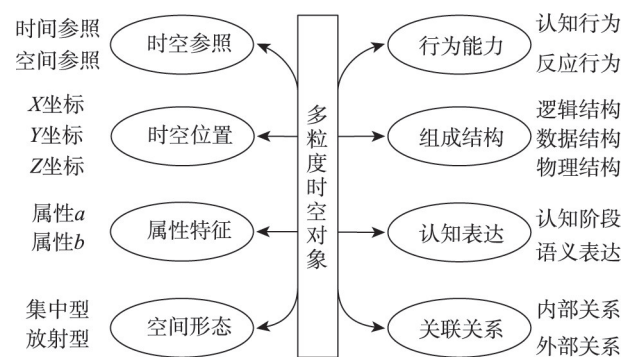 时间参照
空间参照
时空参照
X坐标
Y坐标
Z坐标
时空位置
属性a
属性b
属性特征
集中型
放射型
空间形态
多粒度时空对象
行为能力
认知行为
反应行为
组成结构
逻辑结构
数据结构
物理结构
认知表达
认知阶段
语义表达
关联关系
内部关系
外部关系